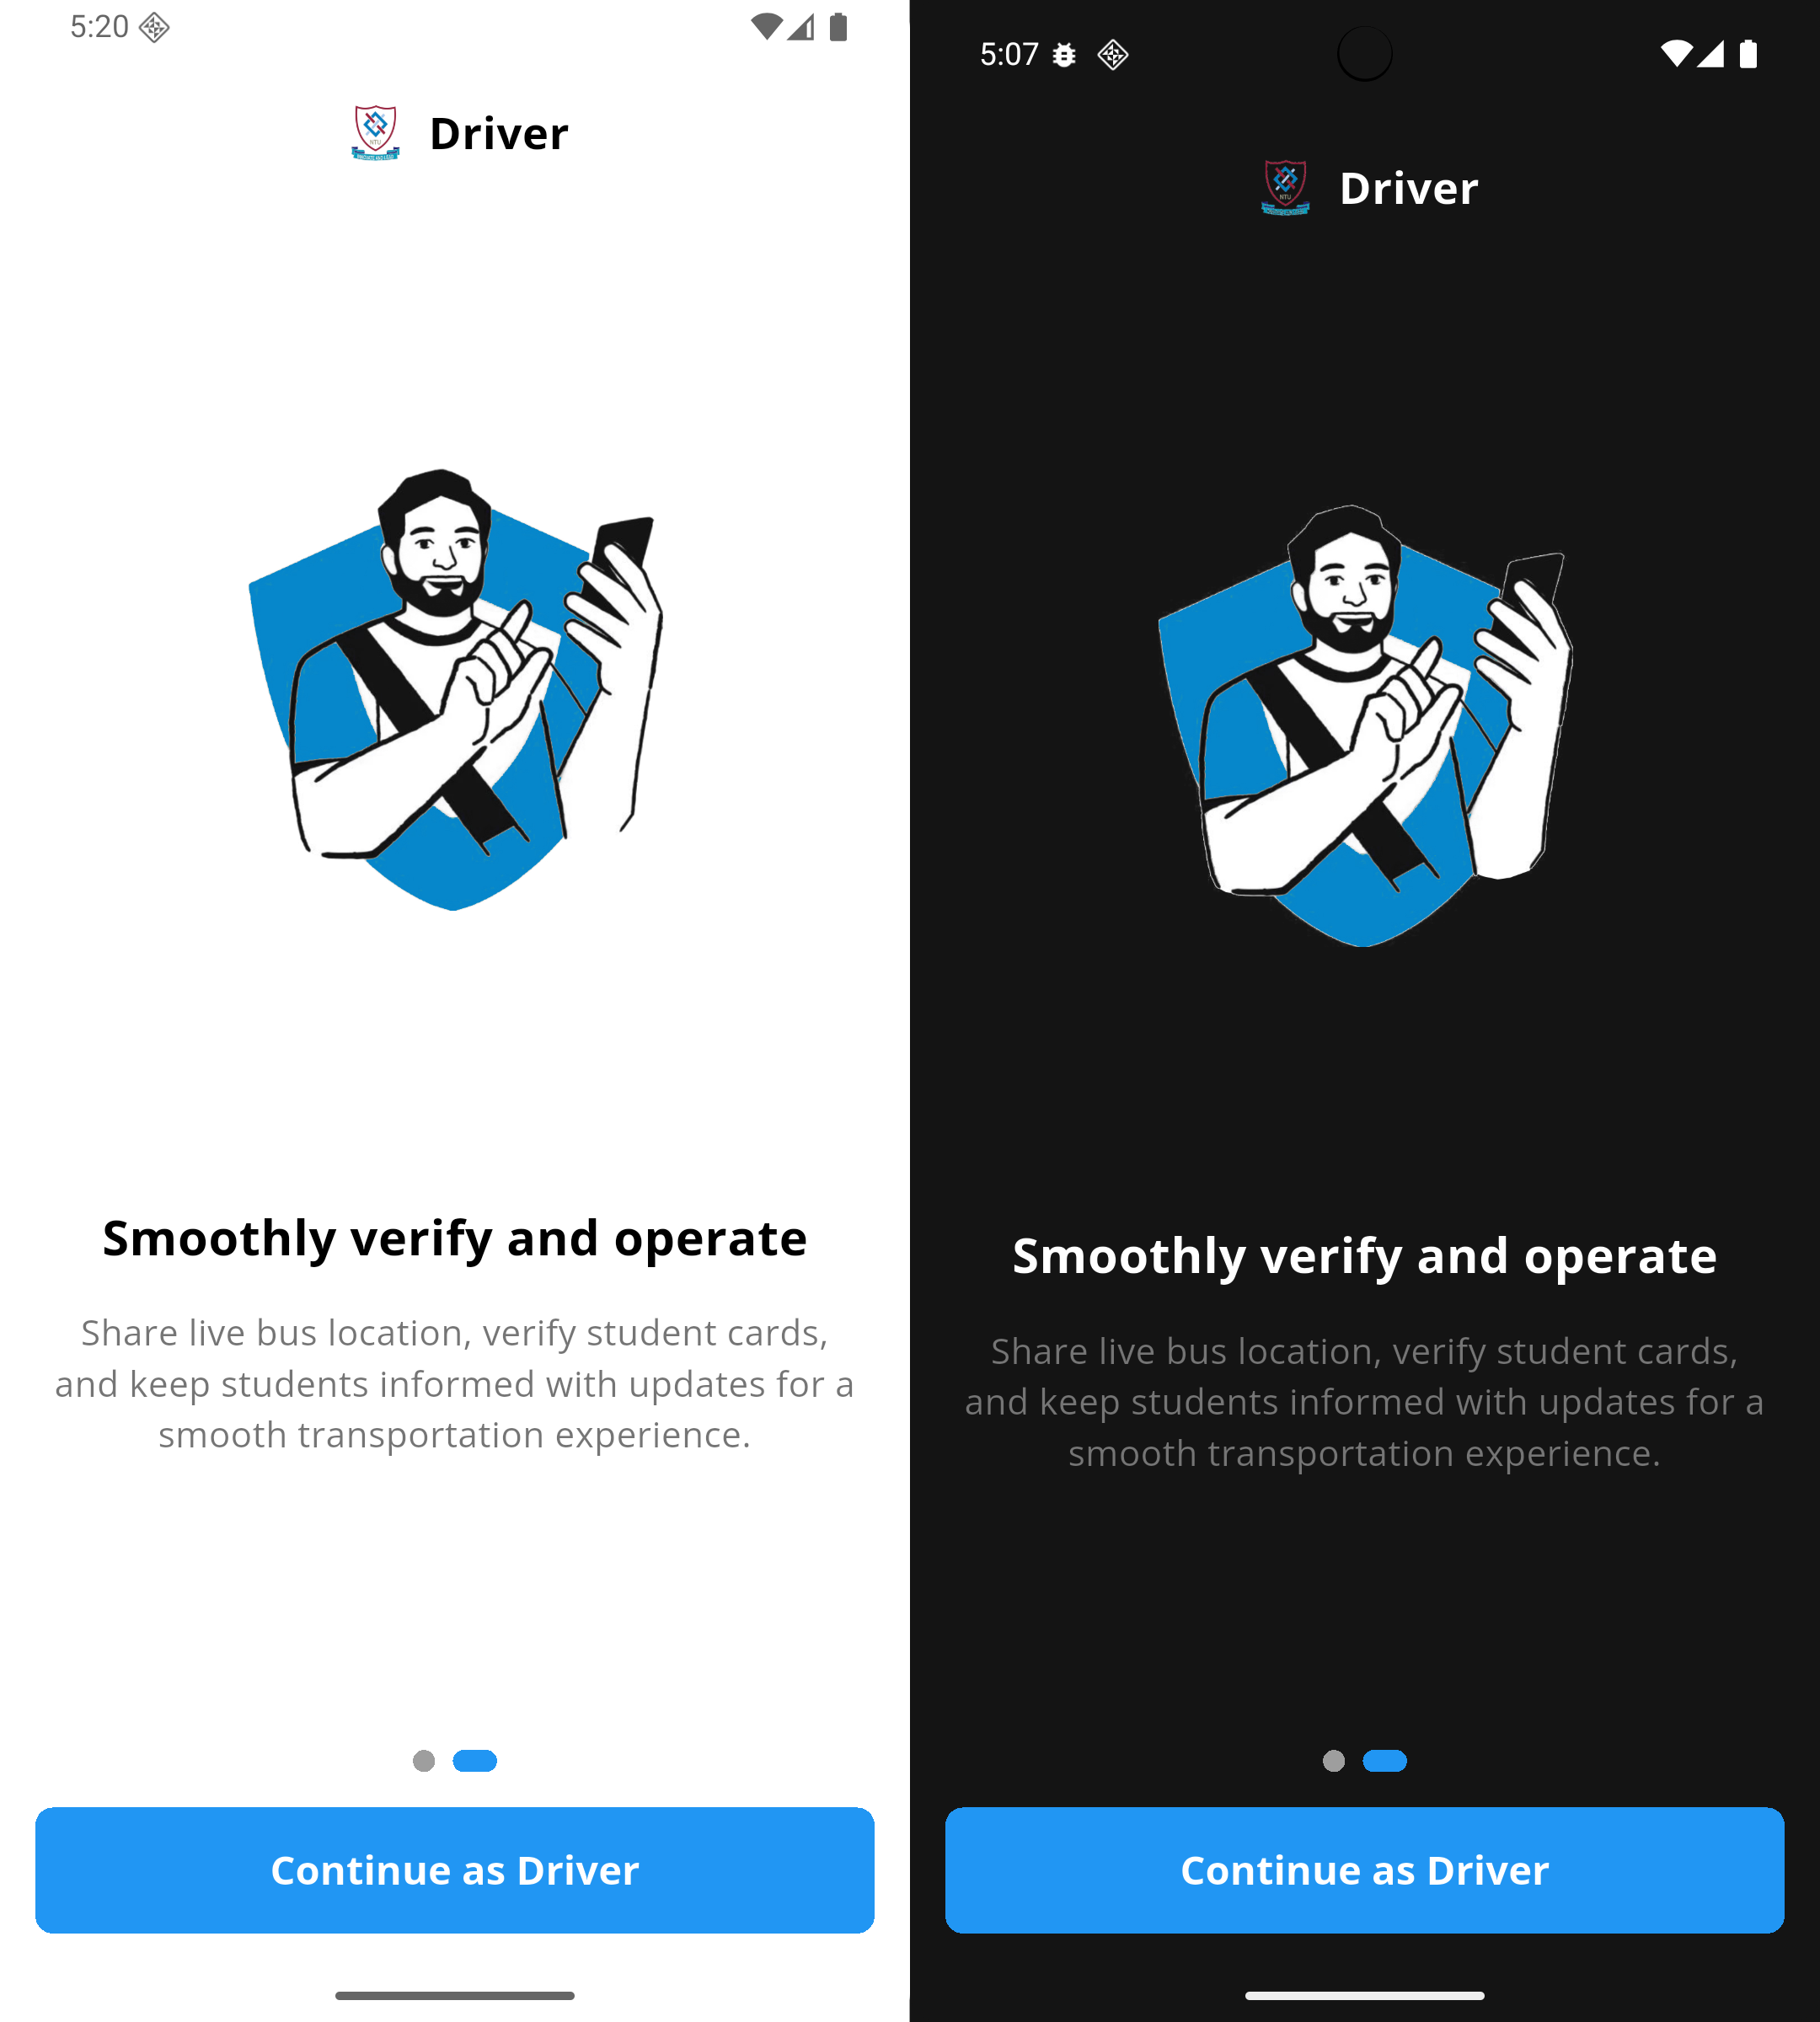 5:20
NTU
Driver
Smoothly verify and operate
Share live bus location, verify student cards,
and keep students informed with updates for a
smooth transportation experience.
Continue as Driver
5:07
NTU
Driver
Smoothly verify and operate
Share live bus location, verify student cards,
and keep students informed with updates for a
smooth transportation experience.
Continue as Driver